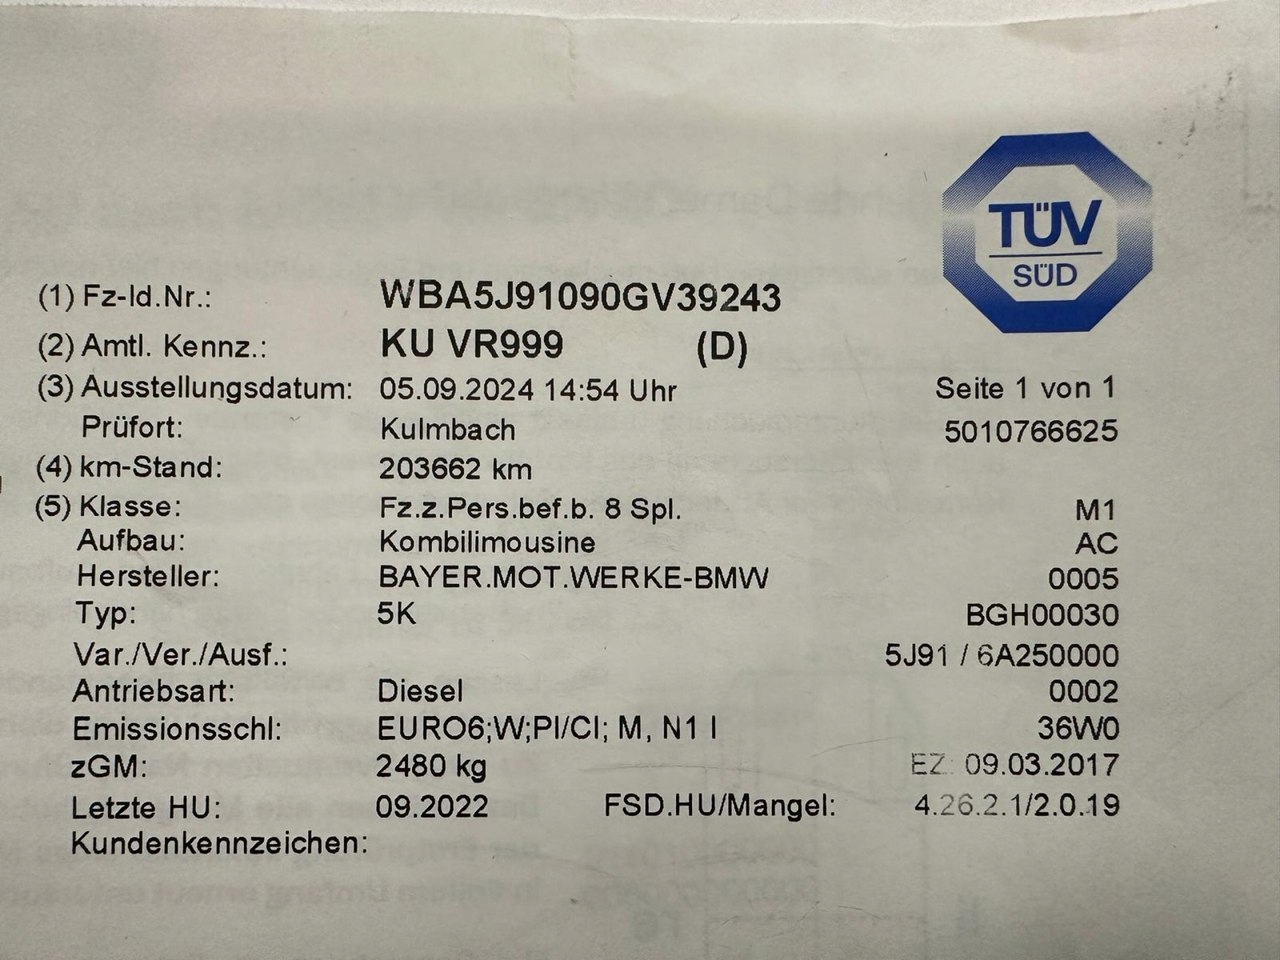 TÜV
SÜD
(1) Fz-Id.Nr.: WBA5J91090GV39243
(2) Amtl. Kennz.: KU VR999 (D)
(3) Ausstellungsdatum: 05.09.2024 14:54 Uhr Seite 1 von 1
Prüfort: Kulmbach 5010766625
(4) km-Stand: 203662 km
(5) Klasse: Fz.z.Pers.bef.b. 8 Spl. M1
Aufbau: Kombilimousine AC
Hersteller: BAYER.MOT.WERKE-BMW 0005
Typ: 5K BGH00030
Var./Ver./Ausf.: 5J91 / 6A250000
Antriebsart: Diesel 0002
Emissionsschl: EURO6;W;PI/CI; M, N1 I 36W0
zGM: 2480 kg EZ: 09.03.2017
Letzte HU: 09.2022 FSD.HU/Mangel: 4.26.2.1/2.0.19
Kundenkennzeichen: